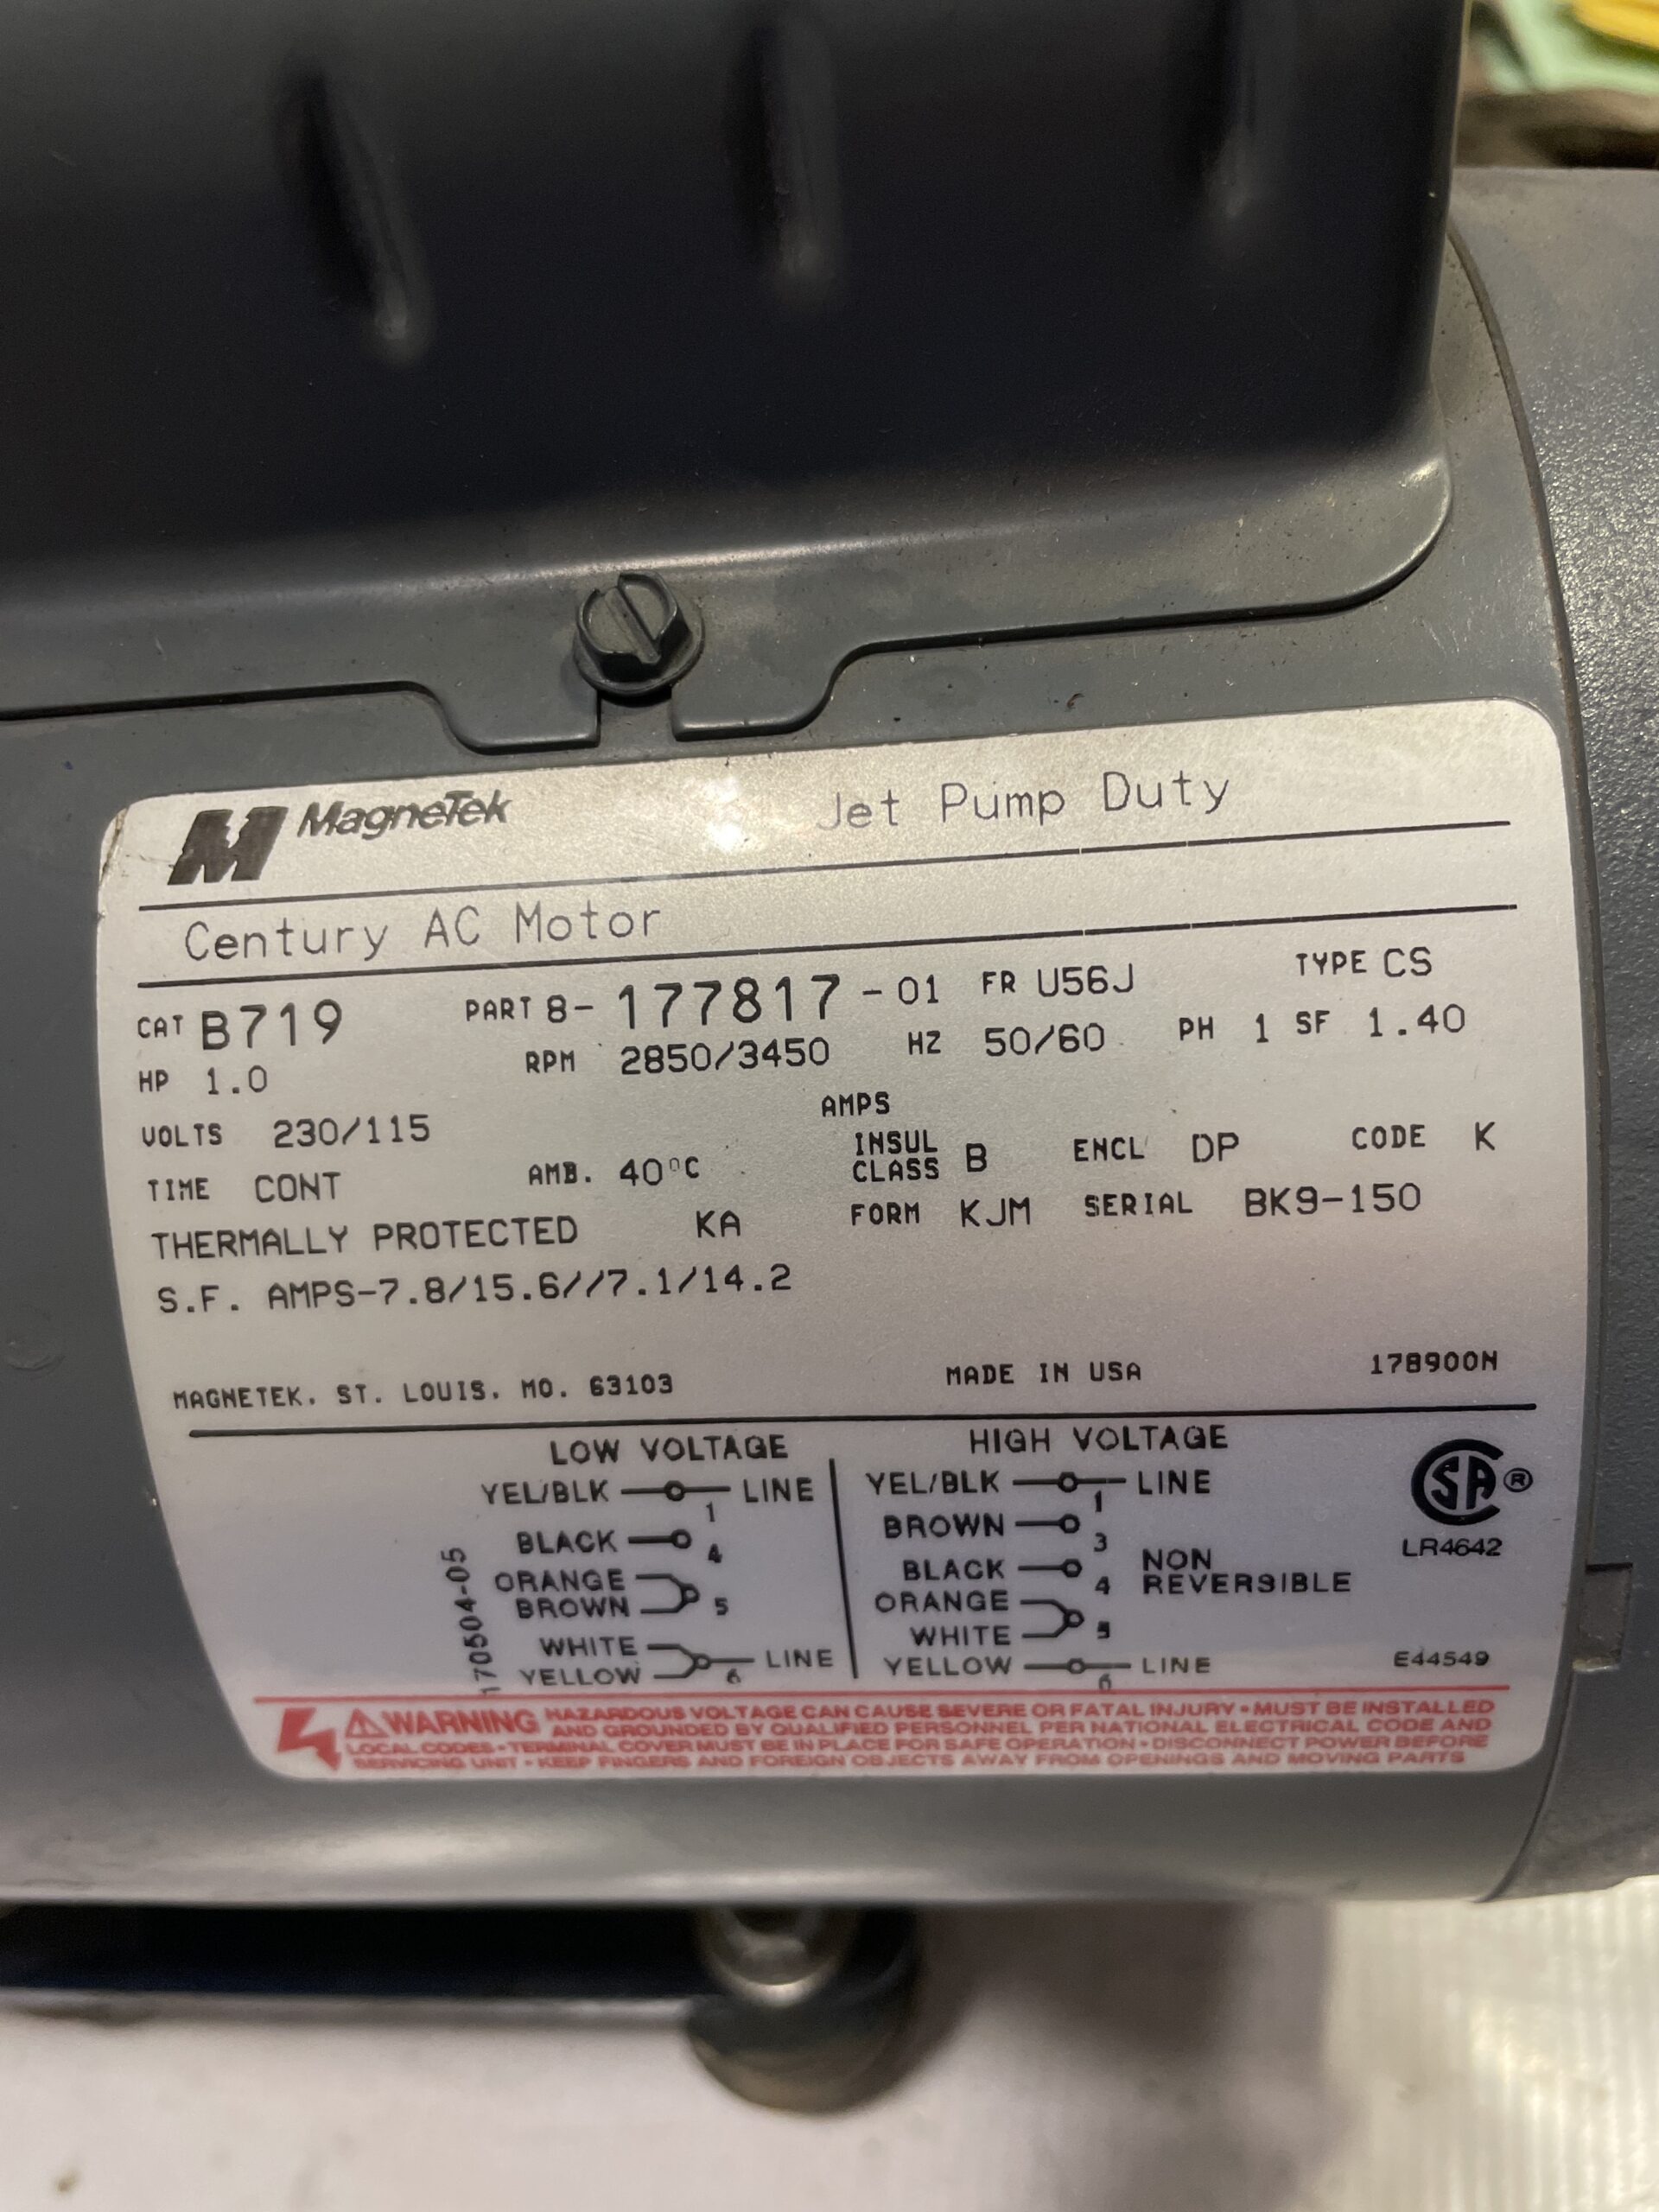 MagneTek Jet Pump Duty
Century AC Motor
CAT B719 PART 8-177817-01 FR U56J TYPE CS
HP 1.0 RPM 2850/3450 HZ 50/60 PH 1 SF 1.40
VOLTS 230/115 AMPS
TIME CONT AMB. 40°C INSUL CLASS B ENCL DP CODE K
THERMALLY PROTECTED KA FORM KJM SERIAL BK9-150
S.F. AMPS-7.8/15.6//7.1/14.2
MAGNETEK. ST. LOUIS. MO. 63103 MADE IN USA 178900N
170504-05
LOW VOLTAGE
YEL/BLK 1 LINE
BLACK 4
ORANGE
BROWN 5
WHITE
YELLOW 6 LINE
HIGH VOLTAGE
YEL/BLK 1 LINE
BROWN 3
BLACK 4
ORANGE
WHITE 5
YELLOW 6 LINE
NON
REVERSIBLE
SA ®
LR4642
E44549
WARNING HAZARDOUS VOLTAGE CAN CAUSE SEVERE OR FATAL INJURY • MUST BE INSTALLED
AND GROUNDED BY QUALIFIED PERSONNEL PER NATIONAL ELECTRICAL CODE AND
LOCAL CODES • TERMINAL COVER MUST BE IN PLACE FOR SAFE OPERATION • DISCONNECT POWER BEFORE
SERVICING UNIT • KEEP FINGERS AND FOREIGN OBJECTS AWAY FROM OPENINGS AND MOVING PARTS